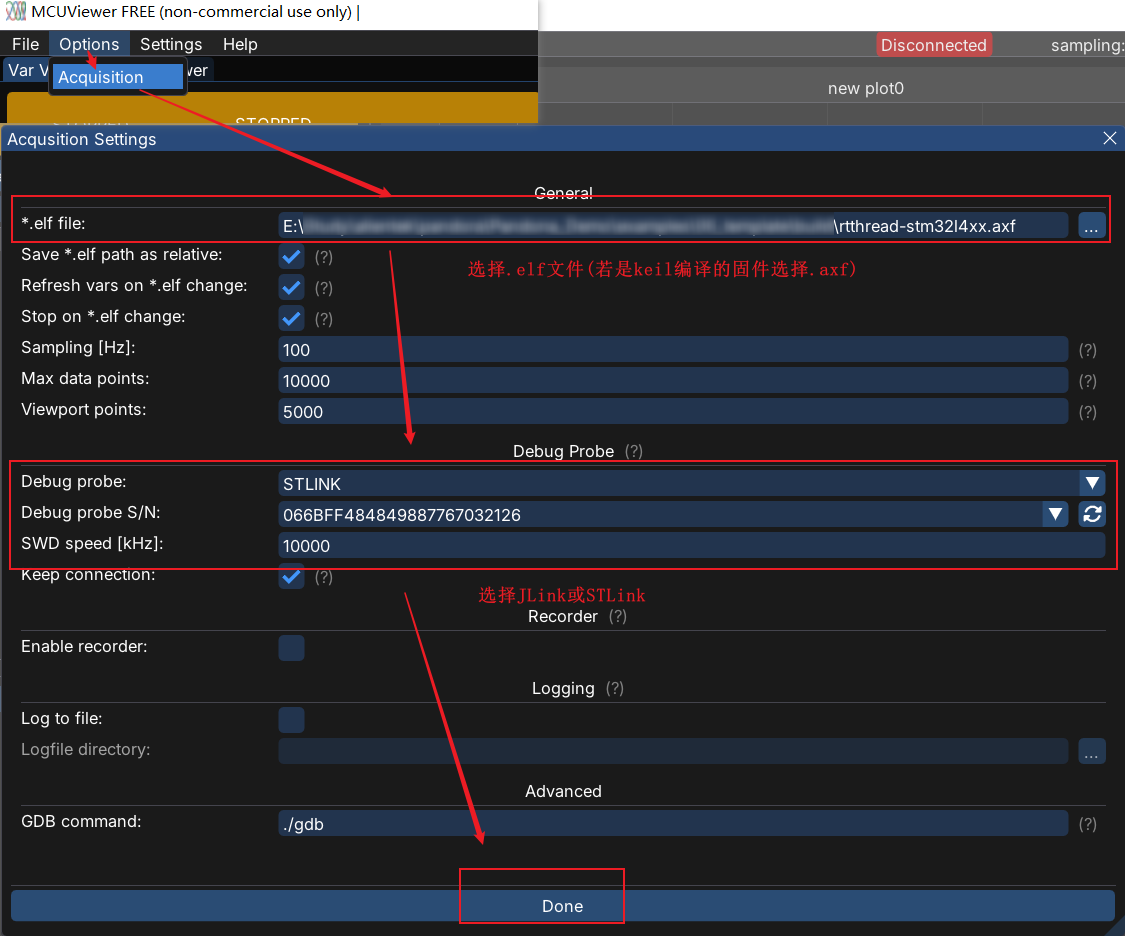 MCUViewer FREE (non-commercial use only) |
File Options Settings Help
Disconnected sampling:
Var V wer
Acquisition
new plot0
STOPPED
Acqusition Settings
General
*.elf file: E:\ \rtthread-stm32l4xx.axf ...
Save *.elf path as relative: (?)
选择.elf文件(若是keil编译的固件选择.axf)
Refresh vars on *.elf change: (?)
Stop on *.elf change: (?)
Sampling [Hz]: 100 (?)
Max data points: 10000 (?)
Viewport points: 5000 (?)
Debug Probe (?)
Debug probe: STLINK
Debug probe S/N: 066BFF484849887767032126
SWD speed [kHz]: 10000
Keep connection: (?)
选择JLink或STLink
Recorder (?)
Enable recorder:
Logging (?)
Log to file:
Logfile directory: ...
Advanced
GDB command: ./gdb (?)
Done